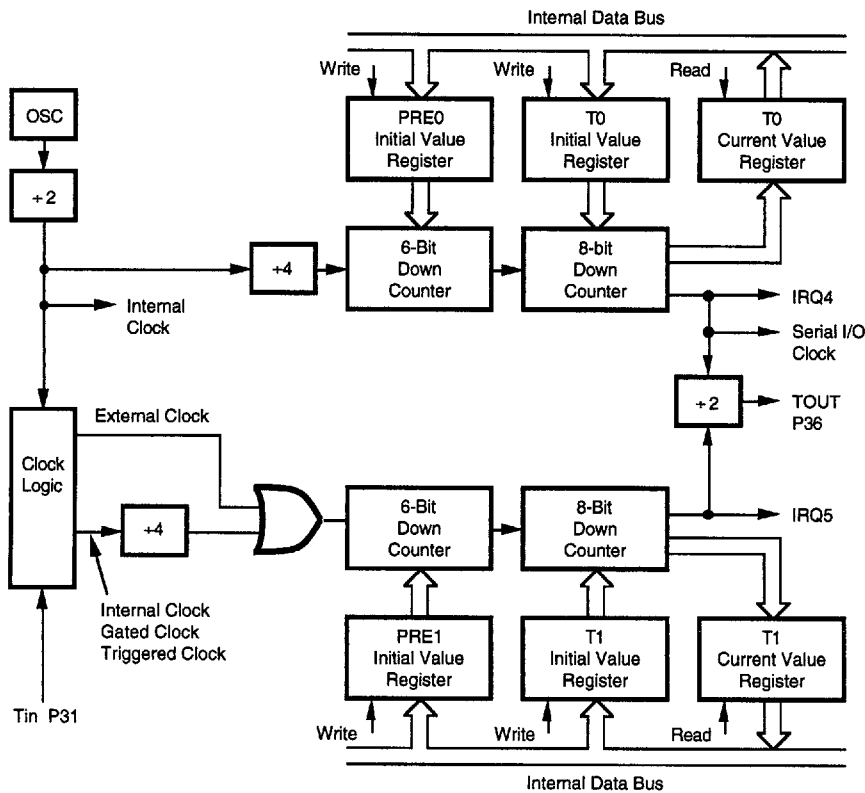 Internal Data Bus
Write
Write
Read
OSC
PRE0
Initial Value
Register
T0
Initial Value
Register
T0
Current Value
Register
÷2
÷4
6-Bit
Down
Counter
8-bit
Down
Counter
Internal
Clock
IRQ4
Serial I/O
Clock
÷2
TOUT
P36
External Clock
Clock
Logic
÷4
6-Bit
Down
Counter
8-Bit
Down
Counter
IRQ5
Internal Clock
Gated Clock
Triggered Clock
PRE1
Initial Value
Register
T1
Initial Value
Register
T1
Current Value
Register
Tin P31
Write
Write
Read
Internal Data Bus